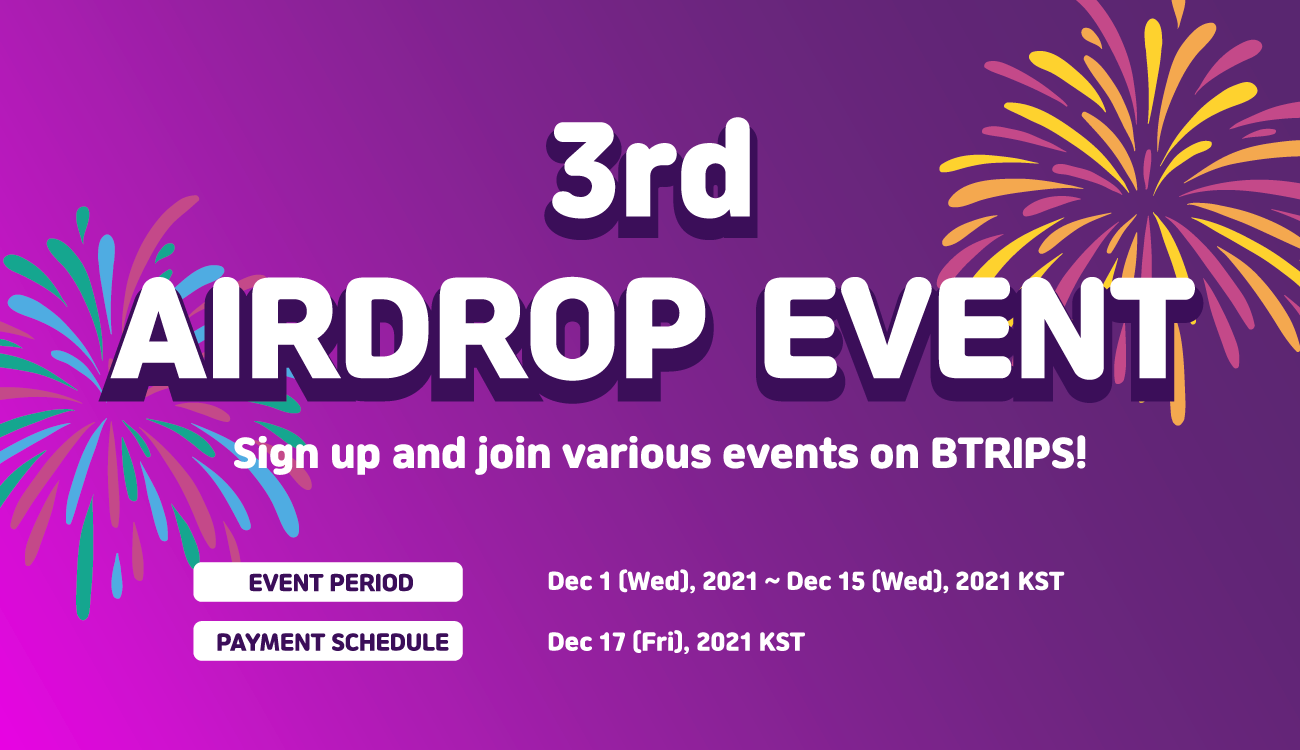 3rd
AIRDROP EVENT
Sign up and join various events on BTRIPS!
EVENT PERIOD Dec 1 (Wed), 2021 ~ Dec 15 (Wed), 2021 KST
PAYMENT SCHEDULE Dec 17 (Fri), 2021 KST